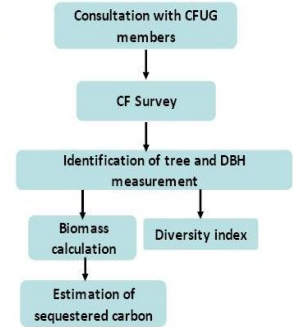 Consultation with CFUG
members
CF Survey
Identification of tree and DBH
measurement
Biomass
calculation
Diversity index
Estimation of
sequestered carbon